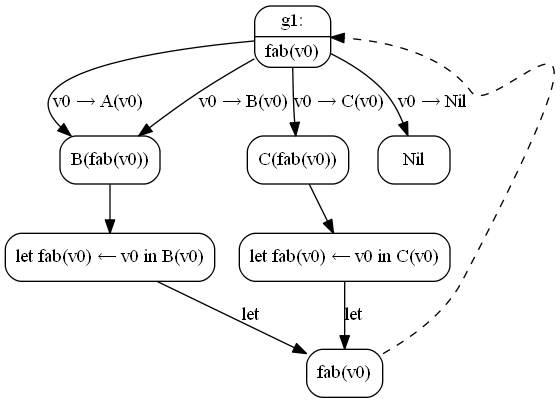 g1:
fab(v0)
v0 → A(v0)
v0 → B(v0)
v0 → C(v0)
v0 → Nil
B(fab(v0))
C(fab(v0))
Nil
let fab(v0) ← v0 in B(v0)
let fab(v0) ← v0 in C(v0)
let
let
fab(v0)